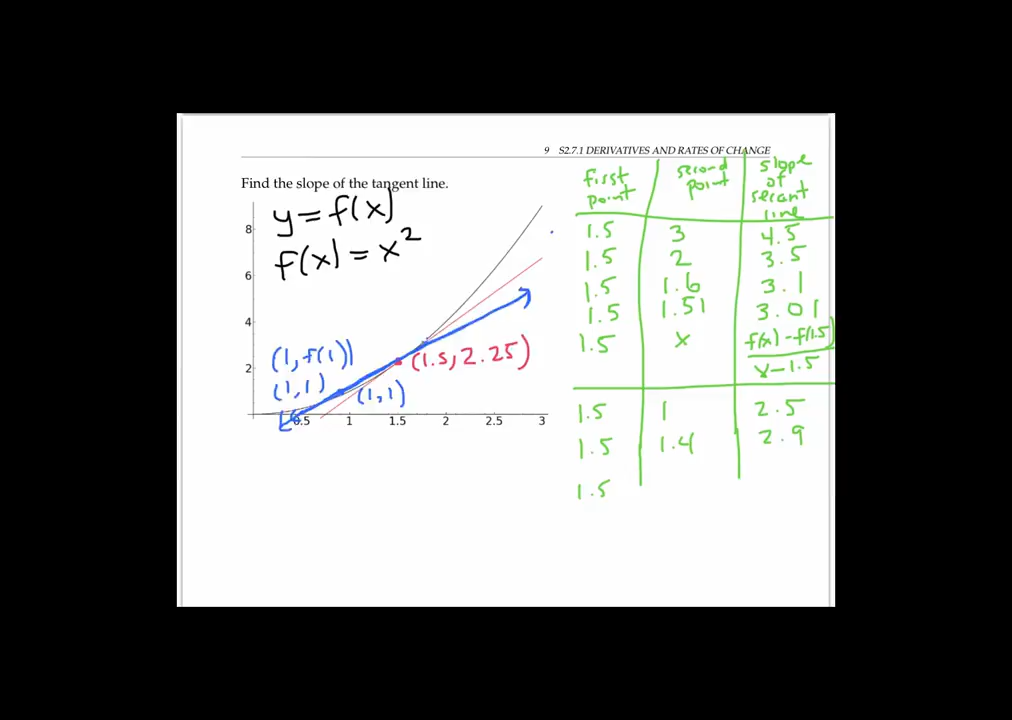 9 S2.7.1 DERIVATIVES AND RATES OF CHANGE
Find the slope of the tangent line.
y = f(x)
f(x) = x²
8
6
4
2
0.5 1 1.5 2 2.5 3
(1, f(1))
(1,1)
(1,1)
(1.5, 2.25)
first point | second point | slope of secant line
1.5 | 3 | 4.5
1.5 | 2 | 3.5
1.5 | 1.6 | 3.1
1.5 | 1.51 | 3.01
1.5 | x | f(x) - f(1.5) / x - 1.5
1.5 | 1 | 2.5
1.5 | 1.4 | 2.9
1.5